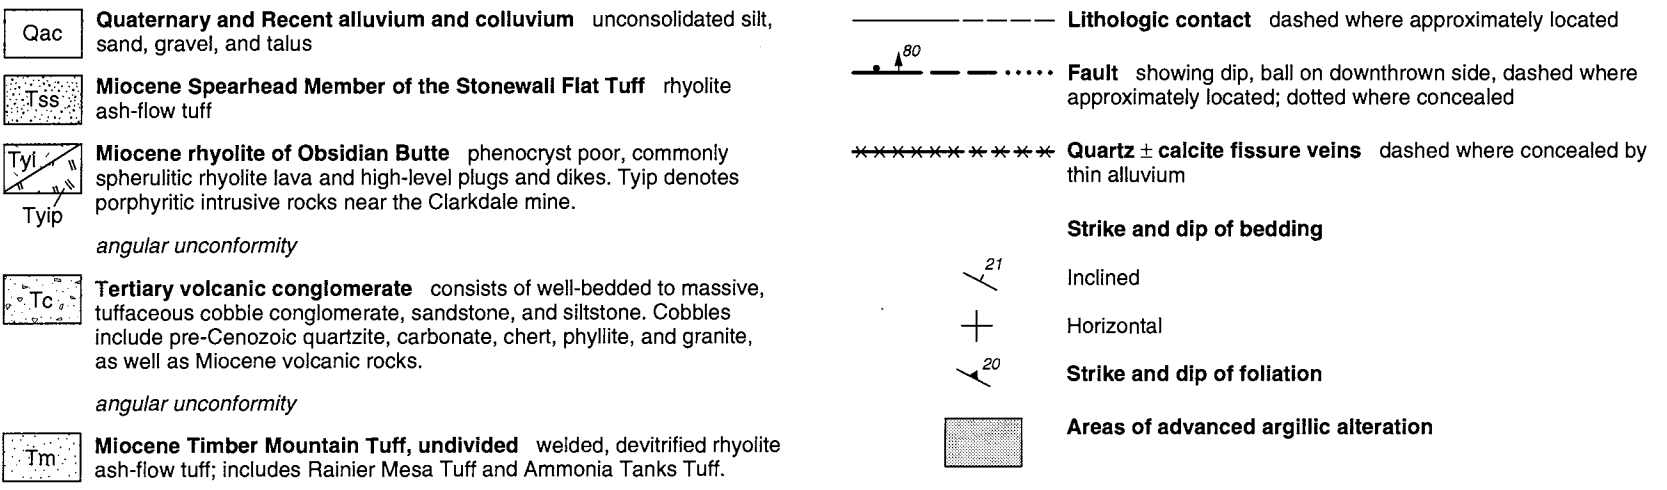 Qac
Quaternary and Recent alluvium and colluvium unconsolidated silt,
sand, gravel, and talus
Tss
Miocene Spearhead Member of the Stonewall Flat Tuff rhyolite
ash-flow tuff
Tyi
Tyip
Miocene rhyolite of Obsidian Butte phenocryst poor, commonly
spherulitic rhyolite lava and high-level plugs and dikes. Tyip denotes
porphyritic intrusive rocks near the Clarkdale mine.
angular unconformity
Tc
Tertiary volcanic conglomerate consists of well-bedded to massive,
tuffaceous cobble conglomerate, sandstone, and siltstone. Cobbles
include pre-Cenozoic quartzite, carbonate, chert, phyllite, and granite,
as well as Miocene volcanic rocks.
angular unconformity
Tm
Miocene Timber Mountain Tuff, undivided welded, devitrified rhyolite
ash-flow tuff; includes Rainier Mesa Tuff and Ammonia Tanks Tuff.
Lithologic contact dashed where approximately located
80
Fault showing dip, ball on downthrown side, dashed where
approximately located; dotted where concealed
Quartz ± calcite fissure veins dashed where concealed by
thin alluvium
Strike and dip of bedding
21
Inclined
Horizontal
20
Strike and dip of foliation
Areas of advanced argillic alteration